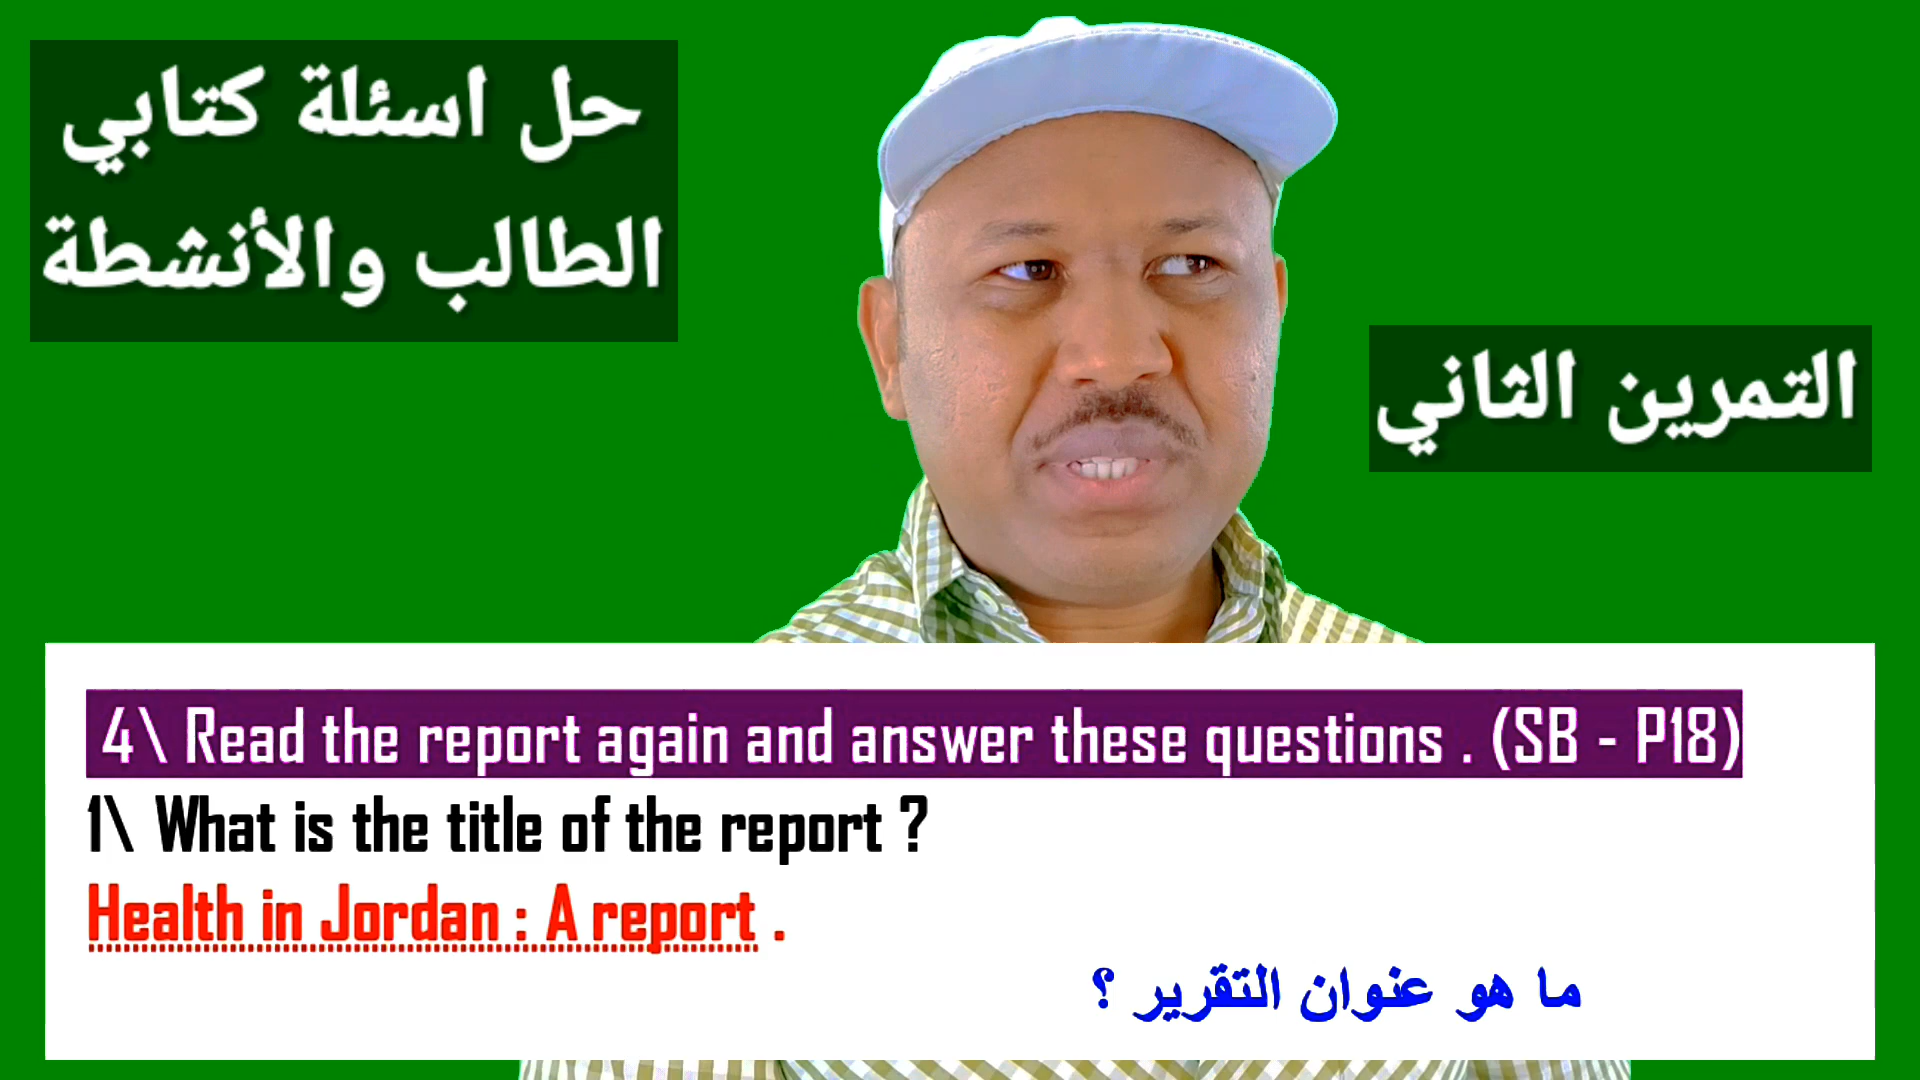 حل اسئلة كتابي
الطالب والأنشطة
التمرين الثاني
4\ Read the report again and answer these questions . (SB - P18)
1\ What is the title of the report ?
Health in Jordan : A report .
ما هو عنوان التقرير ؟